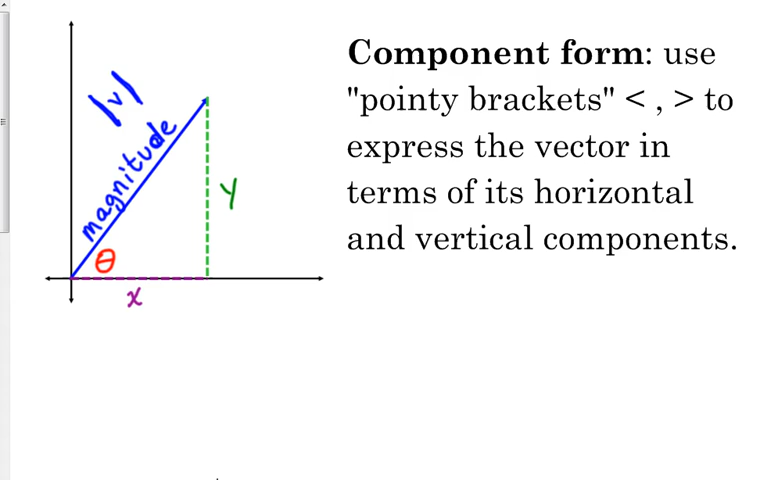 |v|
magnitude
θ
x
y
Component form: use
"pointy brackets" < , > to
express the vector in
terms of its horizontal
and vertical components.